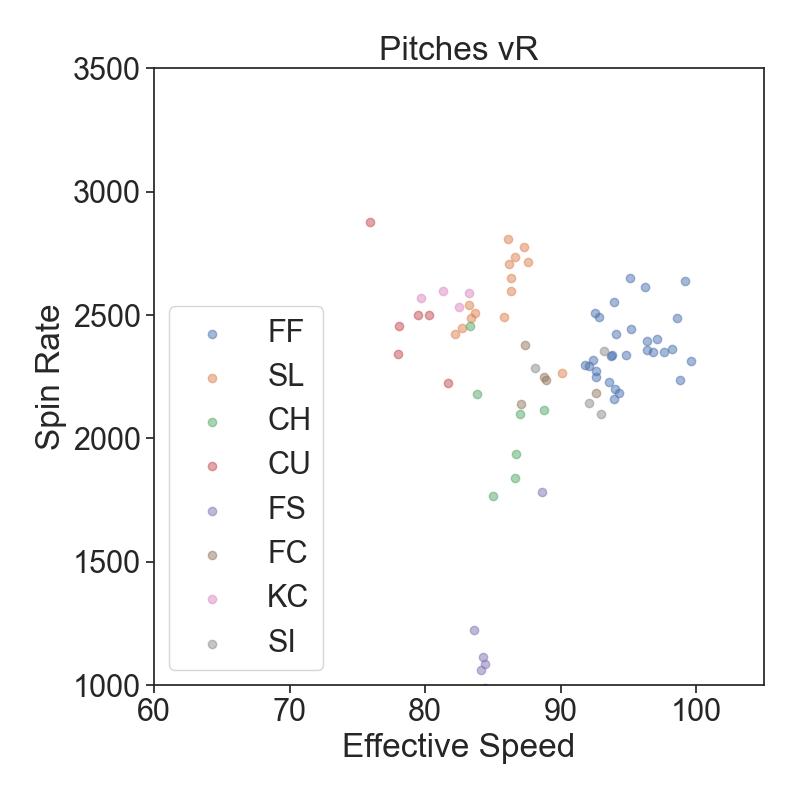 Pitches vR
3500
3000
2500
2000
1500
1000
Spin Rate
FF
SL
CH
CU
FS
FC
KC
SI
60 70 80 90 100
Effective Speed